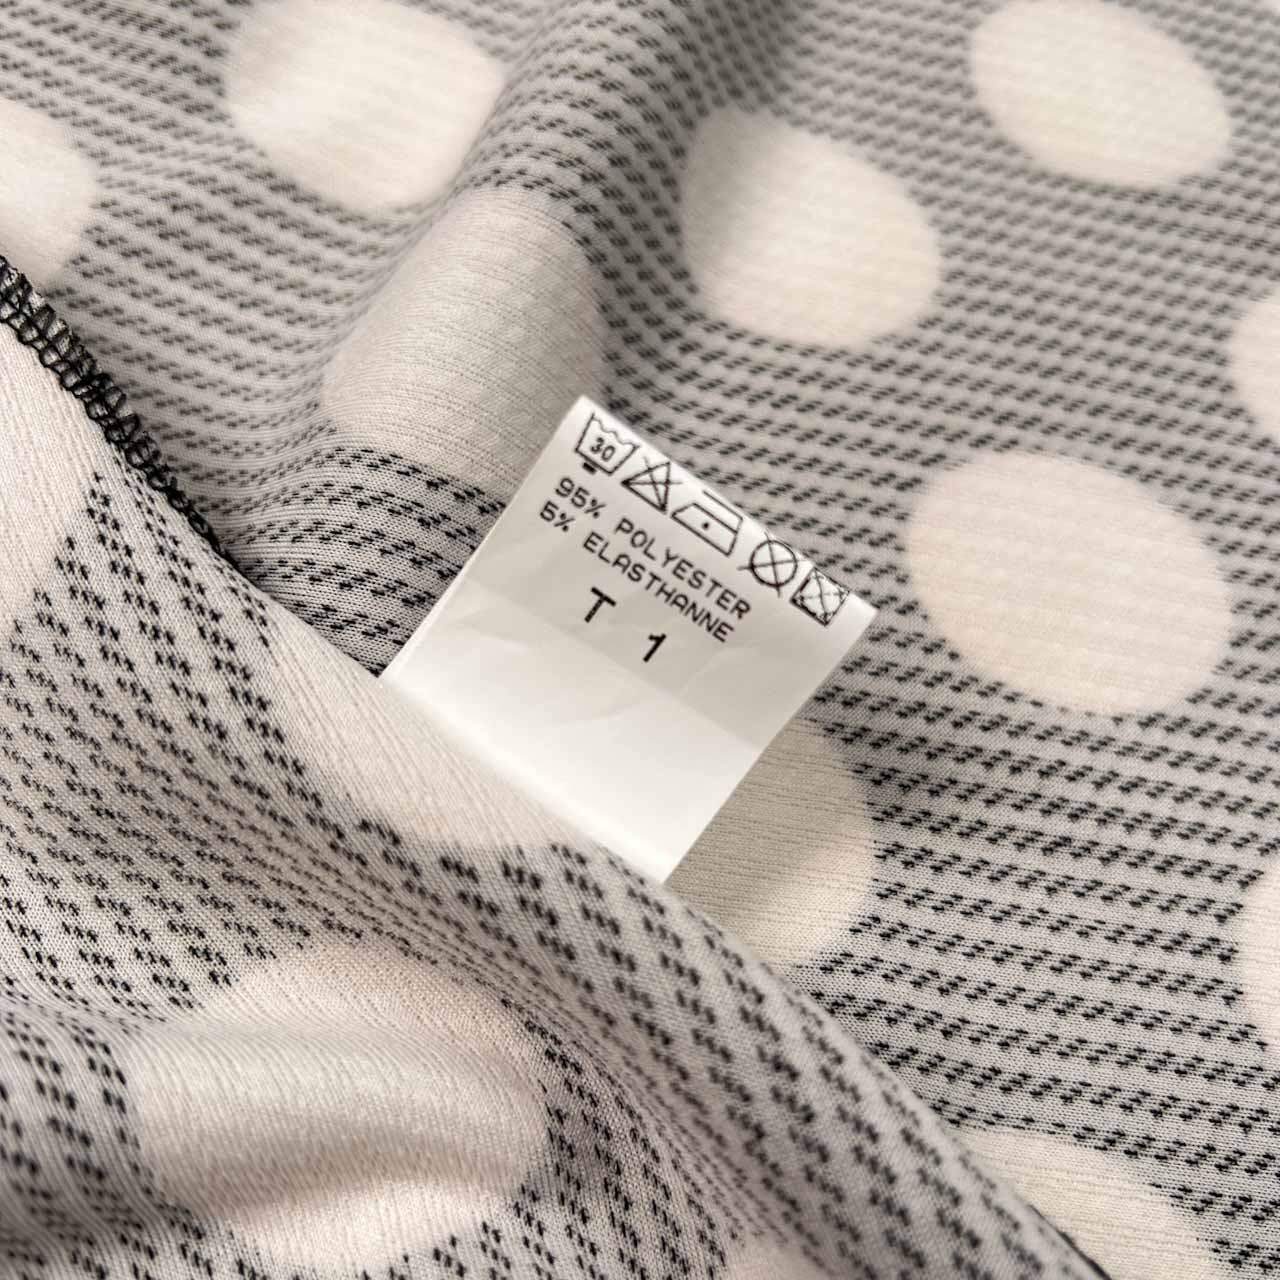 30
95% POLYESTER
5% ELASTHANNE
T 1